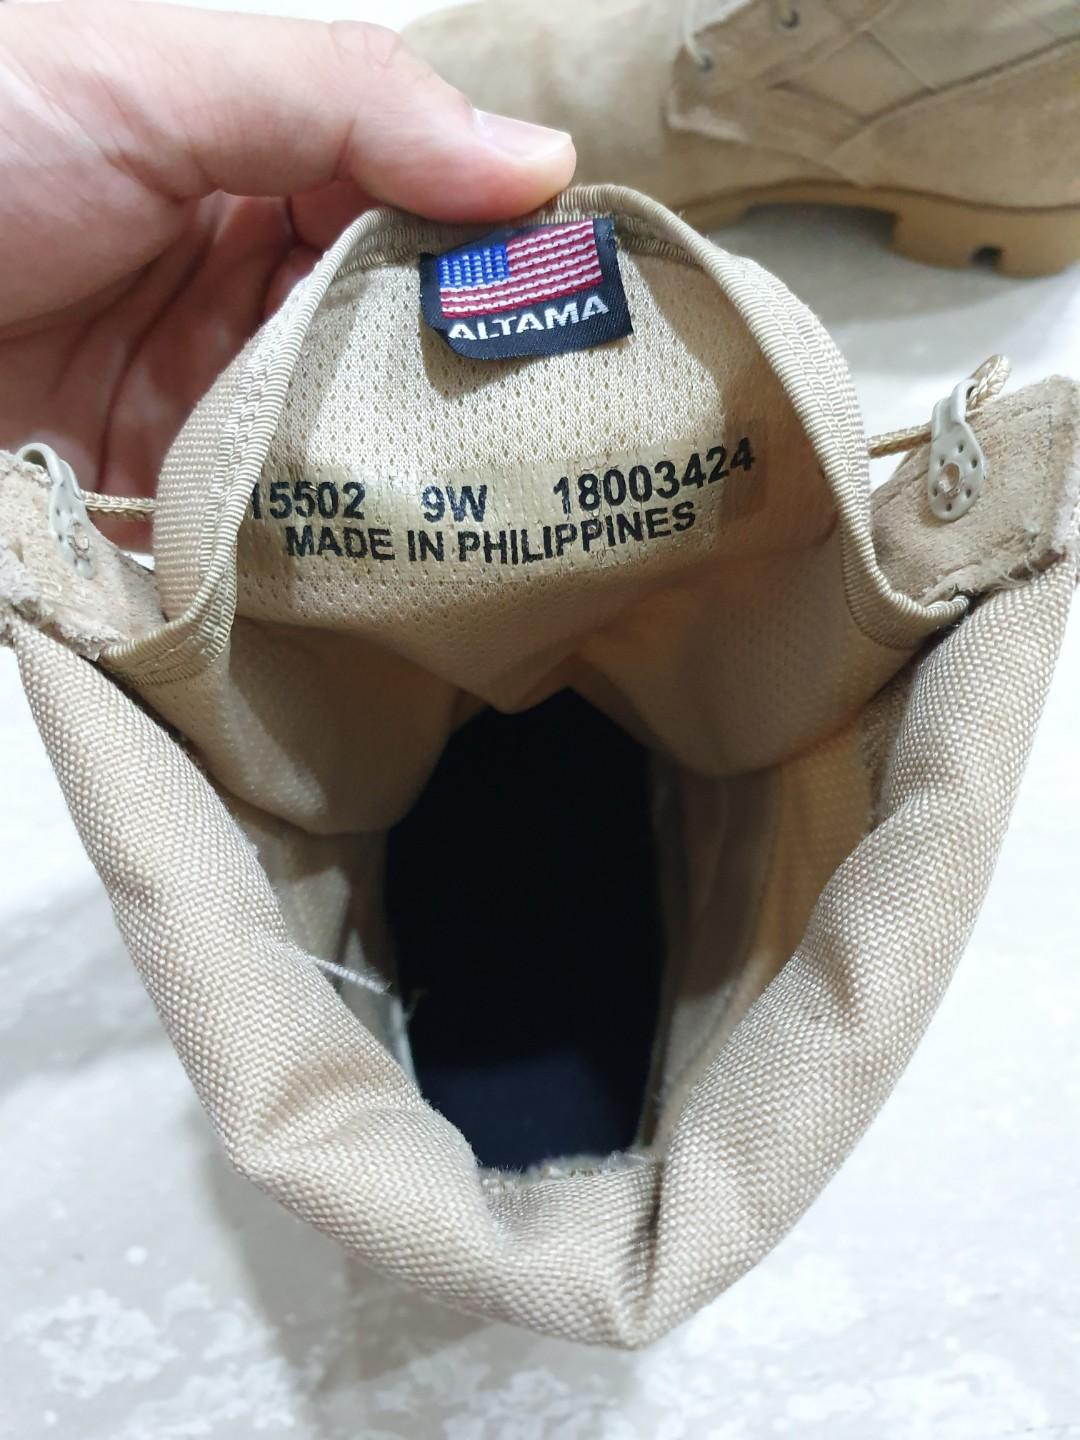 ALTAMA
15502 9W 18003424
MADE IN PHILIPPINES